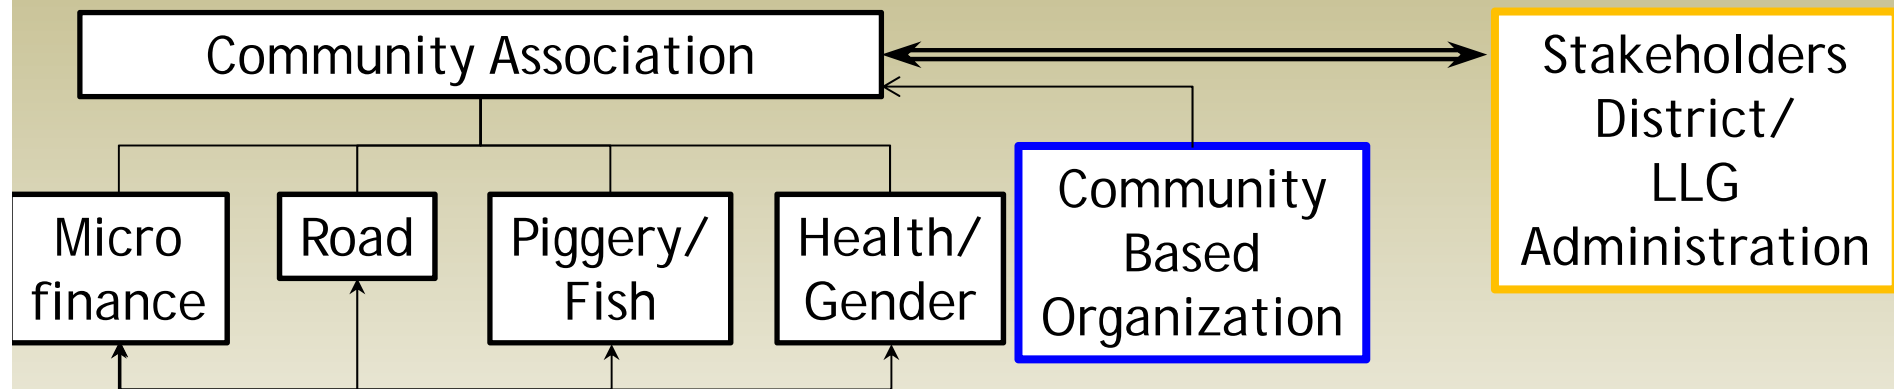 Community Association
Stakeholders
District/
LLG
Administration
Micro
finance
Road
Piggery/
Fish
Health/
Gender
Community
Based
Organization